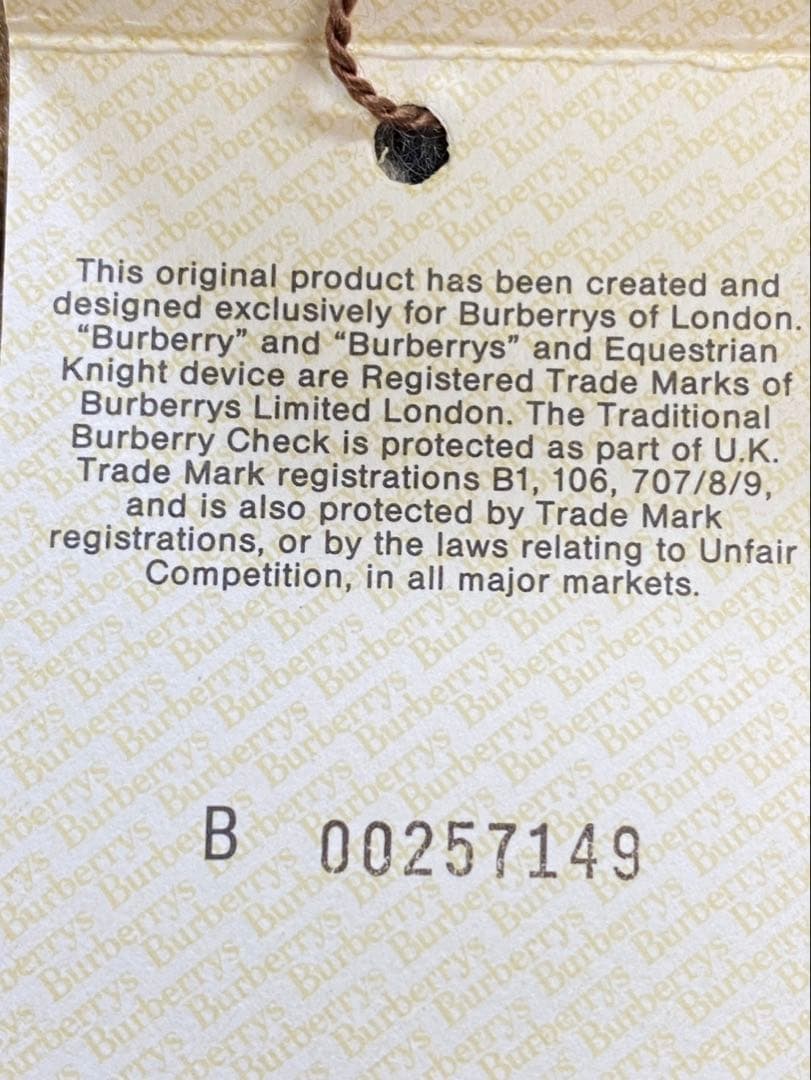 This original product has been created and
designed exclusively for Burberrys of London.
“Burberry” and “Burberrys” and Equestrian
Knight device are Registered Trade Marks of
Burberrys Limited London. The Traditional
Burberry Check is protected as part of U.K.
Trade Mark registrations B1, 106, 707/8/9,
and is also protected by Trade Mark
registrations, or by the laws relating to Unfair
Competition, in all major markets.
B 00257149